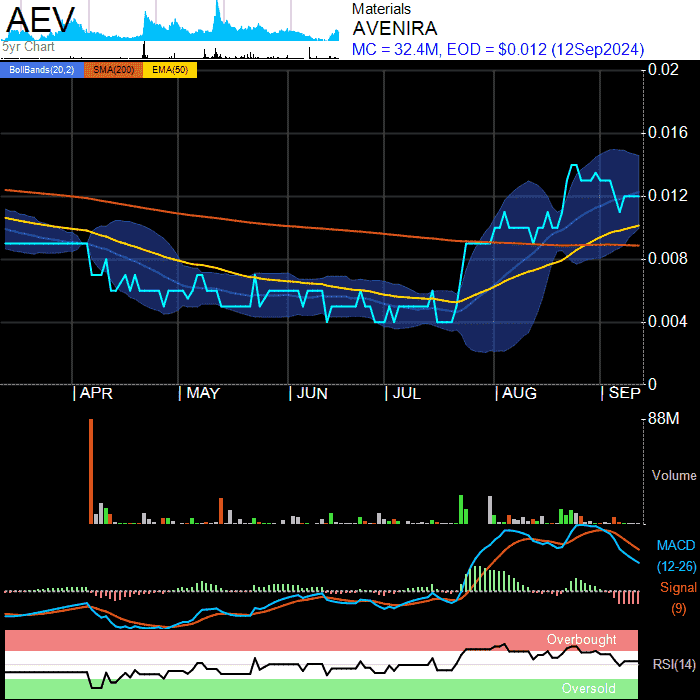 AEV
5yr Chart
Materials
AVENIRA
MC = 32.4M, EOD = $0.012 (12Sep2024)
BollBands(20,2) SMA(200) EMA(50)
0.02
0.016
0.012
0.008
0.004
0
APR MAY JUN JUL AUG SEP
88M
Volume
MACD
(12-26)
Signal
(9)
Overbought
RSI(14)
Oversold